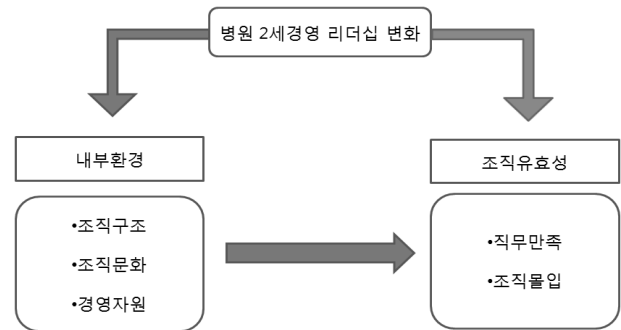 병원 2세경영 리더십 변화
내부환경
•조직구조
•조직문화
•경영자원
조직유효성
•직무만족
•조직몰입